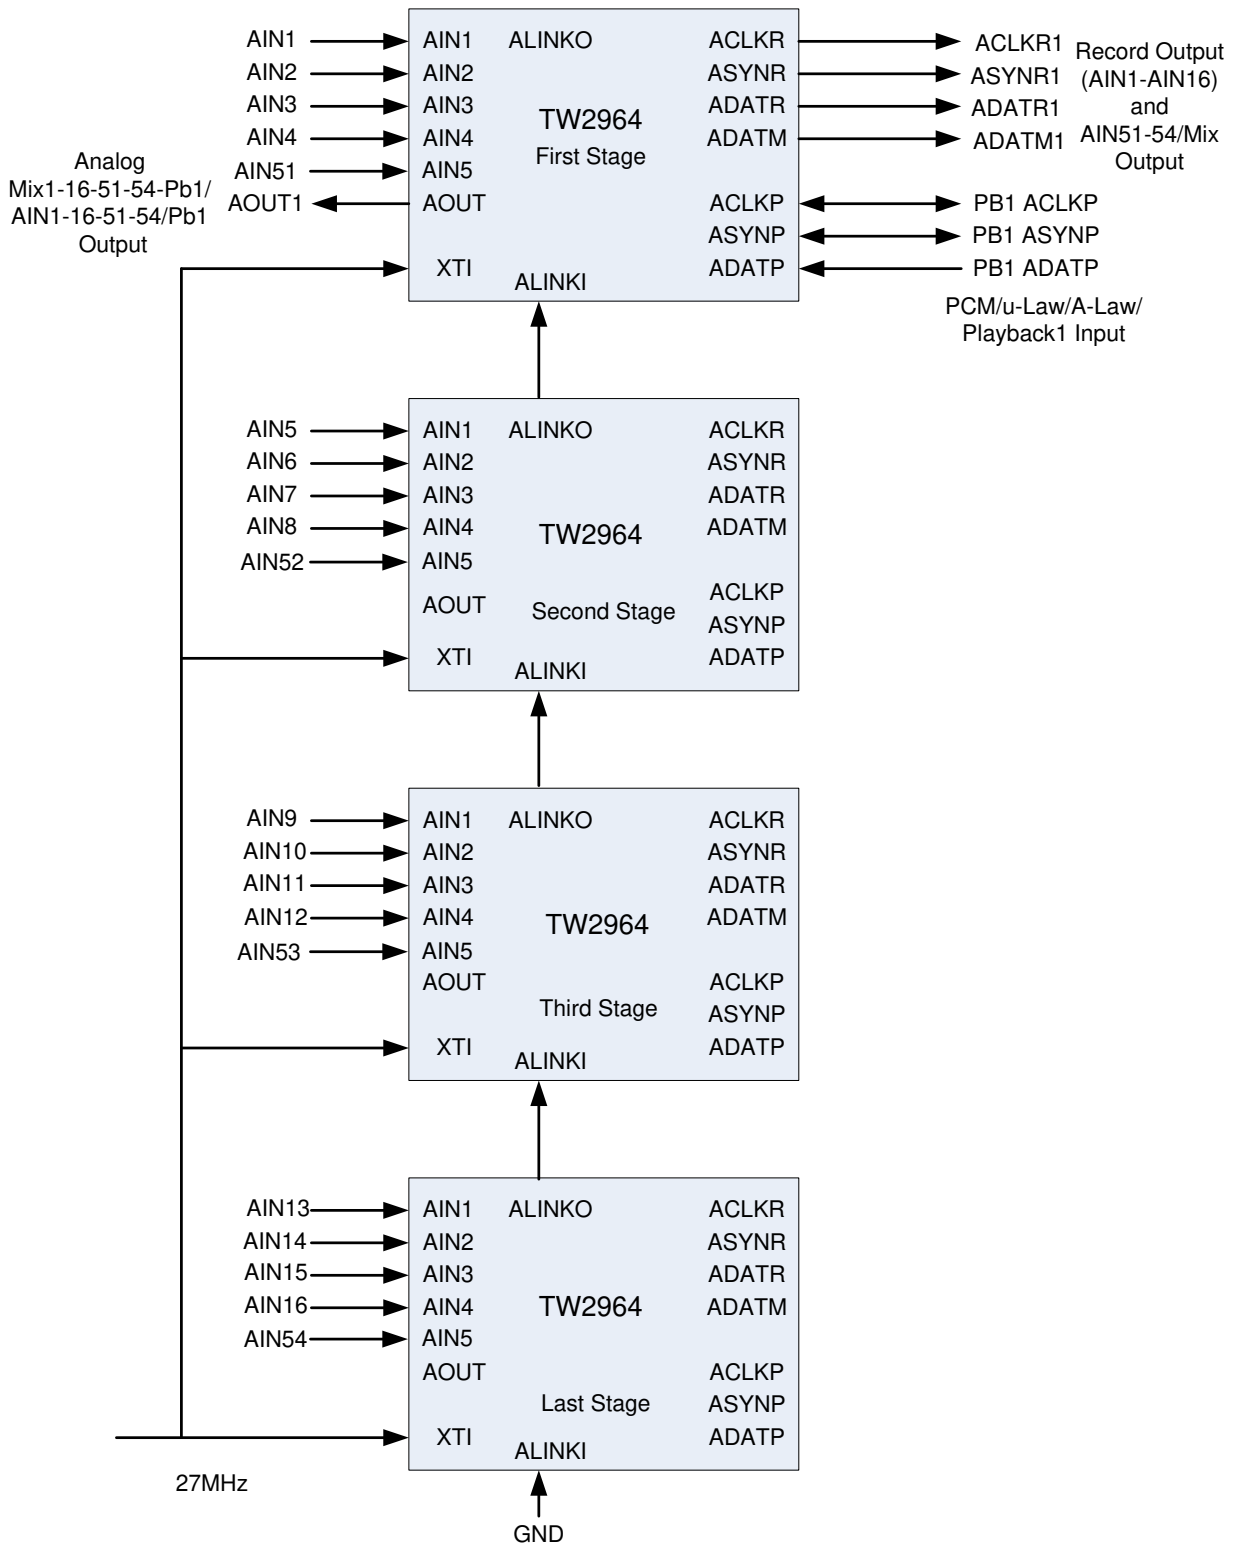 AIN1
AIN2
AIN3
AIN4
AIN51
AOUT1
Analog
Mix1-16-51-54-Pb1/
AIN1-16-51-54/Pb1
Output
AIN1 ALINKO ACLKR
AIN2 ASYNR
AIN3 ADATR
TW2964
AIN4 ADATM
First Stage
AIN5
AOUT ACLKP
ASYNP
XTI ADATP
ALINKI
ACLKR1
ASYNR1
ADATR1
ADATM1
Record Output
(AIN1-AIN16)
and
AIN51-54/Mix
Output
PB1 ACLKP
PB1 ASYNP
PB1 ADATP
PCM/u-Law/A-Law/
Playback1 Input
AIN5
AIN6
AIN7
AIN8
AIN52
AIN1 ALINKO ACLKR
AIN2 ASYNR
AIN3 ADATR
AIN4 ADATM
TW2964
AIN5
ACLKP
AOUT Second Stage
ASYNP
XTI ADATP
ALINKI
AIN9
AIN10
AIN11
AIN12
AIN53
AIN1 ALINKO ACLKR
AIN2 ASYNR
AIN3 ADATR
AIN4 ADATM
TW2964
AIN5
AOUT ACLKP
Third Stage ASYNP
XTI ADATP
ALINKI
AIN13
AIN14
AIN15
AIN16
AIN54
AIN1 ALINKO ACLKR
AIN2 ASYNR
AIN3 ADATR
AIN4 TW2964 ADATM
AIN5
AOUT ACLKP
Last Stage ASYNP
XTI ADATP
ALINKI
27MHz
GND